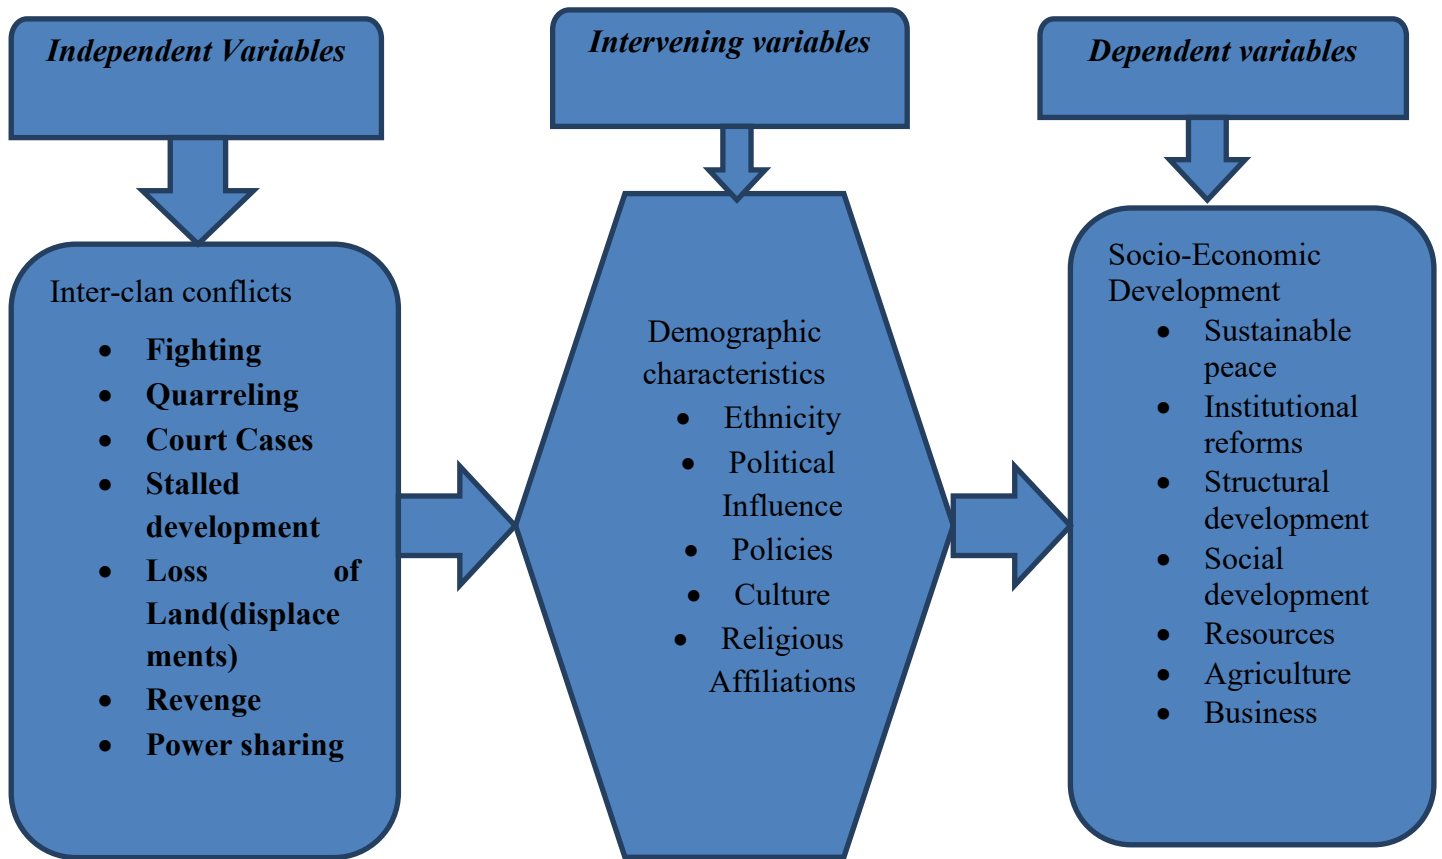 Independent Variables
Intervening variables
Dependent variables
Inter-clan conflicts
• Fighting
• Quarreling
• Court Cases
• Stalled
development
• Loss of
Land(displace
ments)
• Revenge
• Power sharing
Demographic
characteristics
• Ethnicity
• Political
Influence
• Policies
• Culture
• Religious
Affiliations
Socio-Economic
Development
• Sustainable
peace
• Institutional
reforms
• Structural
development
• Social
development
• Resources
• Agriculture
• Business